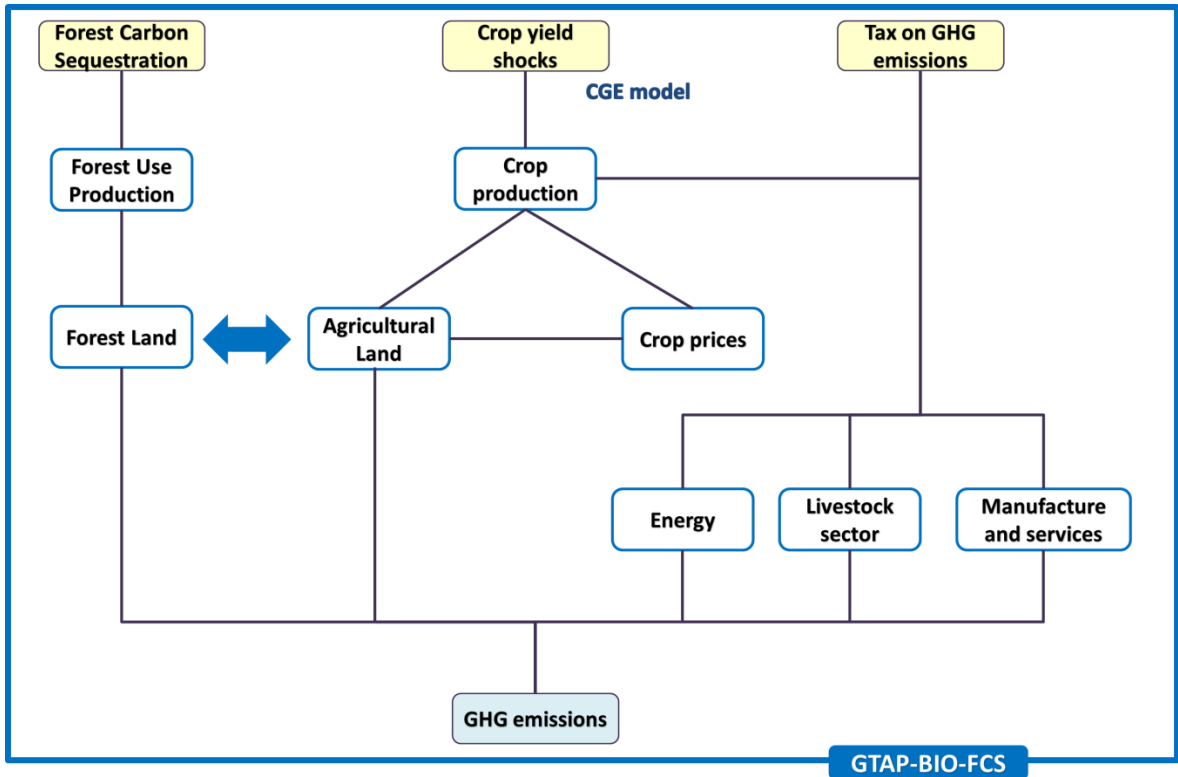 Forest Carbon
Sequestration
Crop yield
shocks
Tax on GHG
emissions
CGE model
Forest Use
Production
Crop
production
Forest Land
Agricultural
Land
Crop prices
Energy
Livestock
sector
Manufacture
and services
GHG emissions
GTAP-BIO-FCS